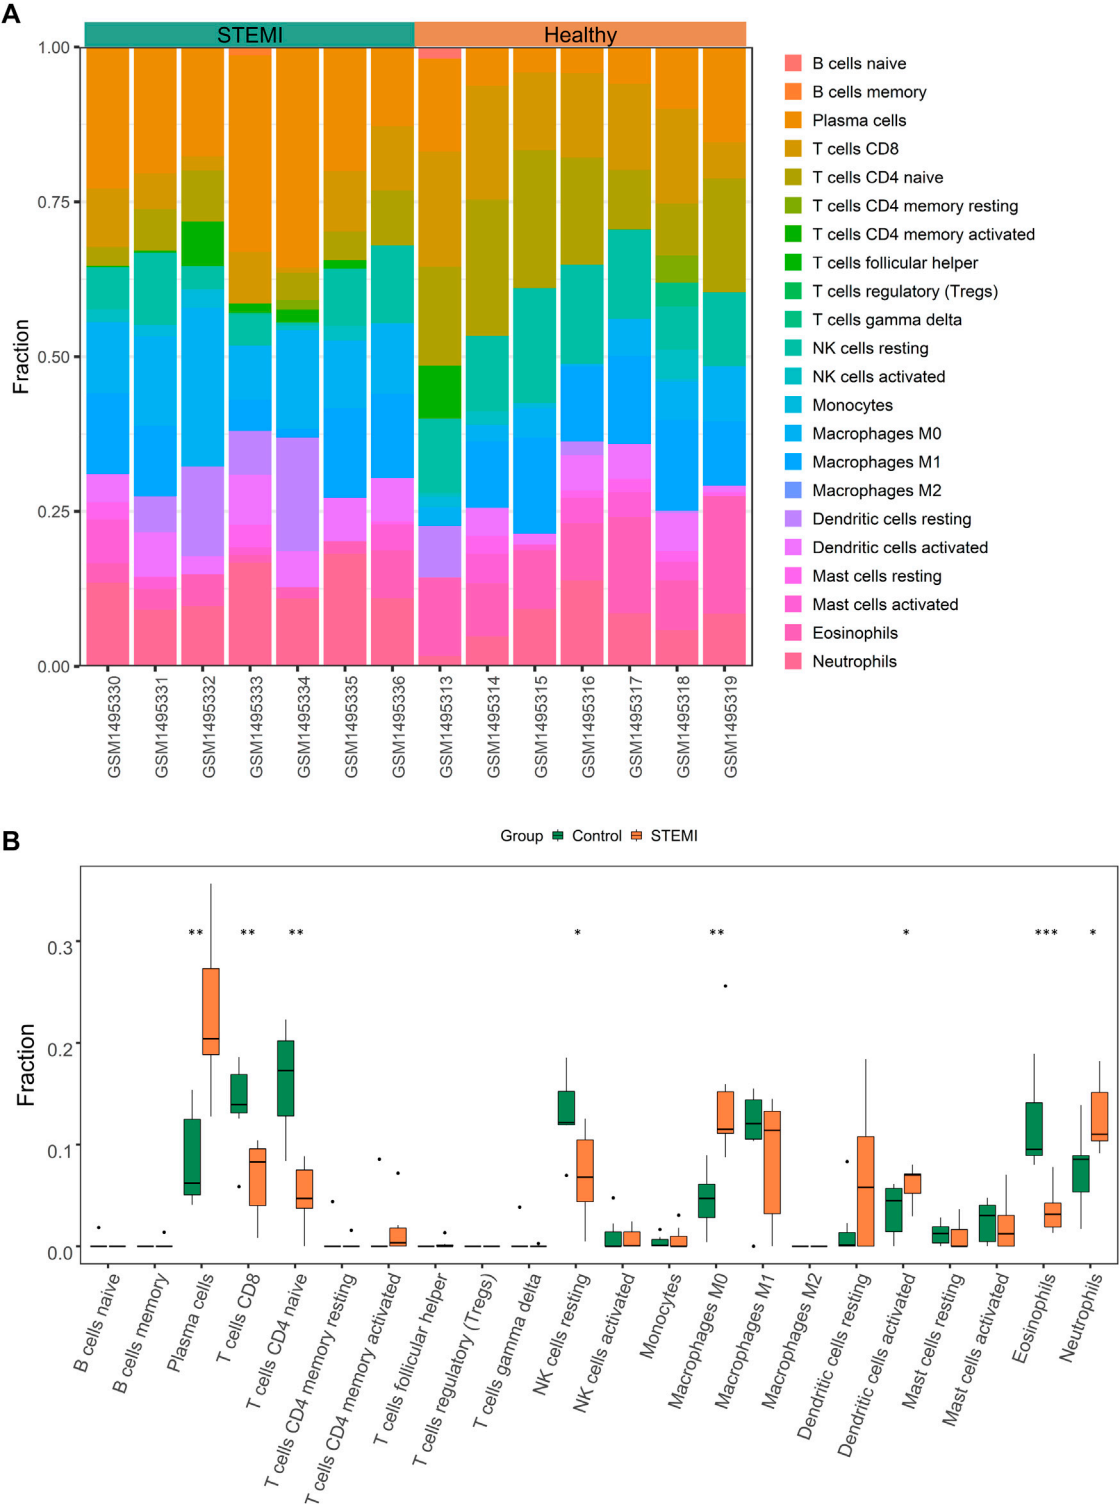 A
STEMI Healthy
1.00
0.75
0.50
0.25
0.00
Fraction
GSM1495330
GSM1495331
GSM1495332
GSM1495333
GSM1495334
GSM1495335
GSM1495336
GSM1495313
GSM1495314
GSM1495315
GSM1495316
GSM1495317
GSM1495318
GSM1495319
B cells naive
B cells memory
Plasma cells
T cells CD8
T cells CD4 naive
T cells CD4 memory resting
T cells CD4 memory activated
T cells follicular helper
T cells regulatory (Tregs)
T cells gamma delta
NK cells resting
NK cells activated
Monocytes
Macrophages M0
Macrophages M1
Macrophages M2
Dendritic cells resting
Dendritic cells activated
Mast cells resting
Mast cells activated
Eosinophils
Neutrophils
B
Group Control STEMI
** ** ** * ** * *** *
0.3
0.2
0.1
0.0
Fraction
B cells naive
B cells memory
Plasma cells
T cells CD8
T cells CD4 naive
T cells CD4 memory resting
T cells CD4 memory activated
T cells follicular helper
T cells regulatory (Tregs)
T cells gamma delta
NK cells resting
NK cells activated
Monocytes
Macrophages M0
Macrophages M1
Macrophages M2
Dendritic cells resting
Dendritic cells activated
Mast cells resting
Mast cells activated
Eosinophils
Neutrophils